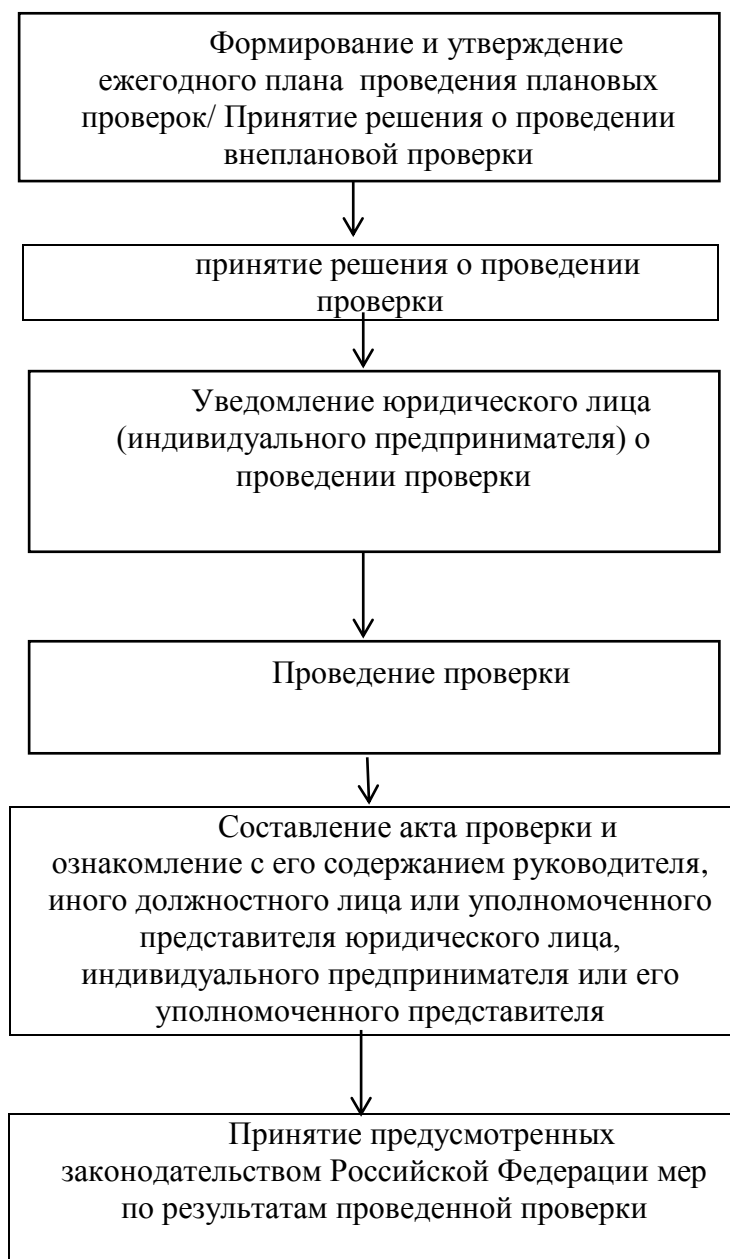 Формирование и утверждение
ежегодного плана проведения плановых
проверок/ Принятие решения о проведении
внеплановой проверки
принятие решения о проведении
проверки
Уведомление юридического лица
(индивидуального предпринимателя) о
проведении проверки
Проведение проверки
Составление акта проверки и
ознакомление с его содержанием руководителя,
иного должностного лица или уполномоченного
представителя юридического лица,
индивидуального предпринимателя или его
уполномоченного представителя
Принятие предусмотренных
законодательством Российской Федерации мер
по результатам проведенной проверки